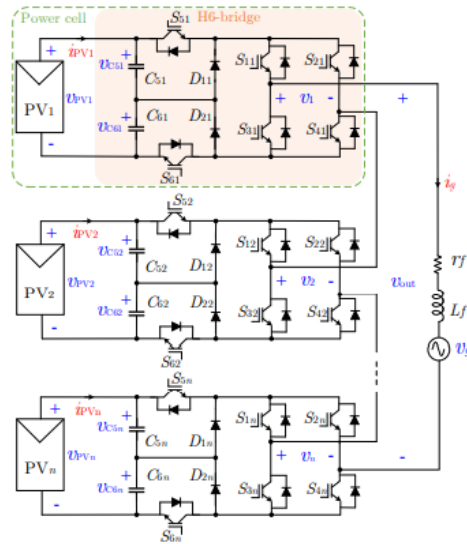 Power cell
H6-bridge
S51
iPV1
+
vPV1
-
PV1
vC51
+
C51
D11
S11
S21
+
v1
-
+
vC61
+
C61
D21
S31
S41
S61
ig
S52
iPV2
+
vPV2
-
PV2
vC52
+
C52
D12
S12
S22
+
v2
-
vout
rf
Lf
vC62
+
C62
D22
S32
S42
S62
S5n
iPVn
+
vPVn
-
PVn
vC5n
+
C5n
D1n
S1n
S2n
+
vn
-
-
vC6n
+
C6n
D2n
S3n
S4n
S6n